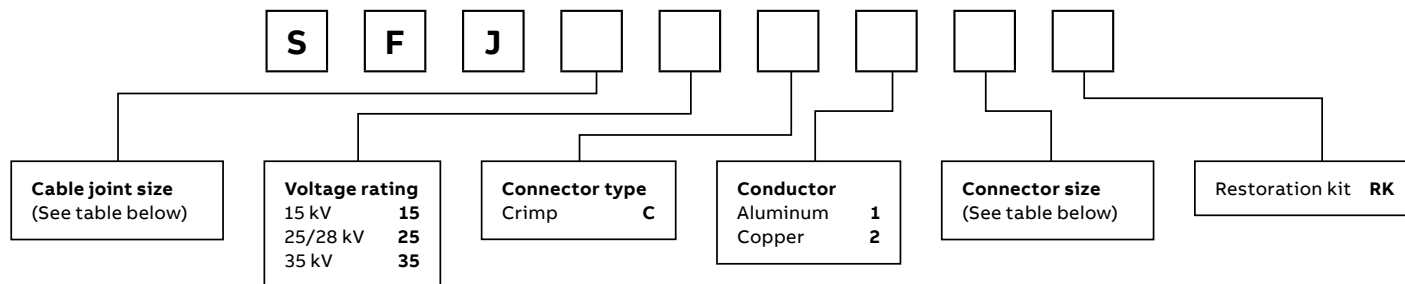 S F J
Cable joint size
(See table below)
Voltage rating
15 kV 15
25/28 kV 25
35 kV 35
Connector type
Crimp C
Conductor
Aluminum 1
Copper 2
Connector size
(See table below)
Restoration kit RK